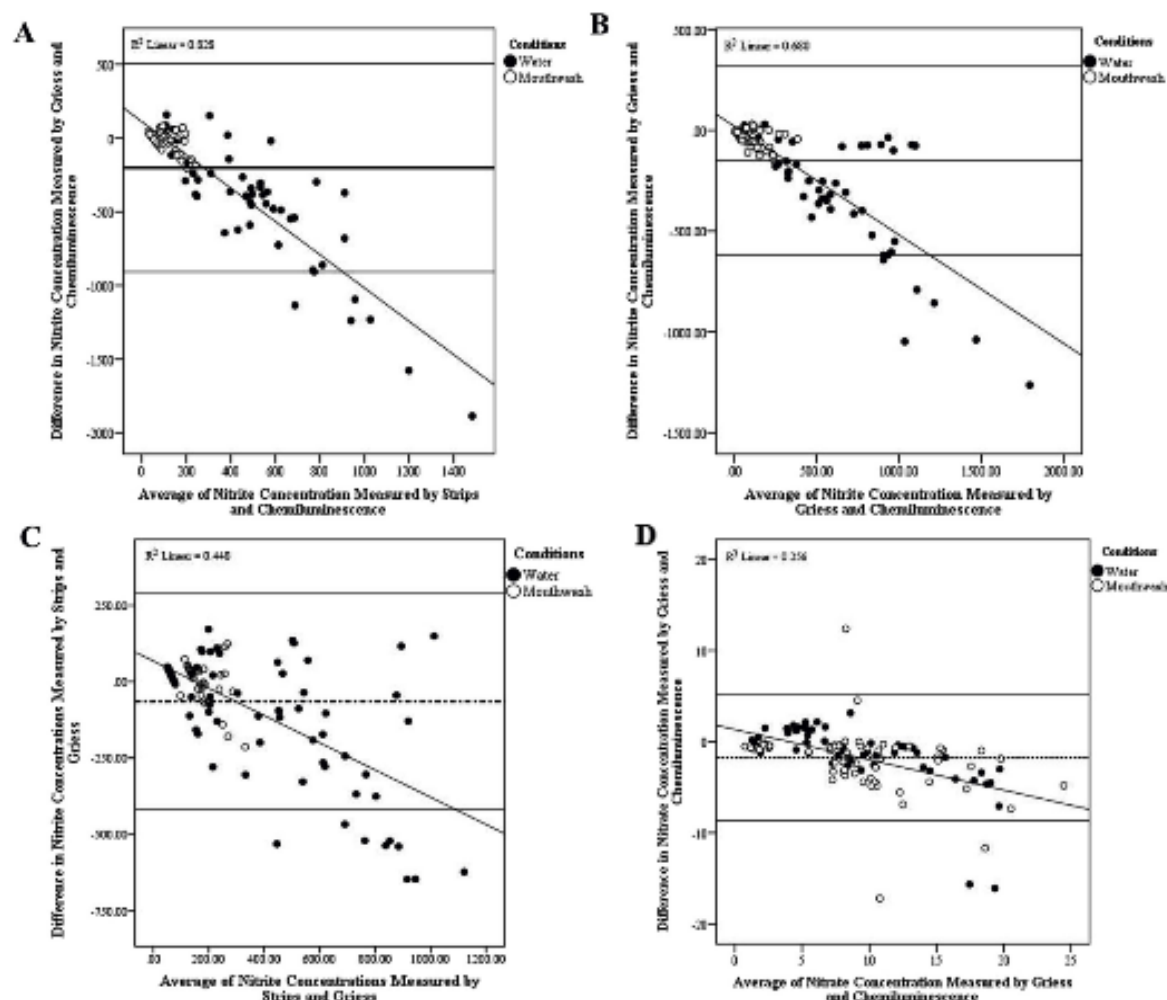 A
R² Linear = 0.828
Conditions
Water
Mouthwash
Difference in Nitrite Concentration Measured by Griess and
Chemiluminescence
500
0
-500
-1000
-1500
-2000
0 200 400 600 800 1000 1200 1400
Average of Nitrite Concentration Measured by Strips
and Chemiluminescence
B
R² Linear = 0.680
Conditions
Water
Mouthwash
Difference in Nitrite Concentration Measured by Griess and
Chemiluminescence
500.00
.00
-500.00
-1000.00
-1500.00
.00 500.00 1000.00 1500.00 2000.00
Average of Nitrite Concentration Measured by
Griess and Chemiluminescence
C
R² Linear = 0.448
Conditions
Water
Mouthwash
Difference in Nitrite Concentrations Measured by Strips and
Griess
250.00
.00
-250.00
-500.00
-750.00
.00 200.00 400.00 600.00 800.00 1000.00 1200.00
Average of Nitrite Concentrations Measured by
Strips and Griess
D
R² Linear = 0.256
Conditions
Water
Mouthwash
Difference in Nitrate Concentration Measured by Griess and
Chemiluminescence
20
10
0
-10
-20
0 5 10 15 20 25
Average of Nitrate Concentration Measured by Griess
and Chemiluminescence